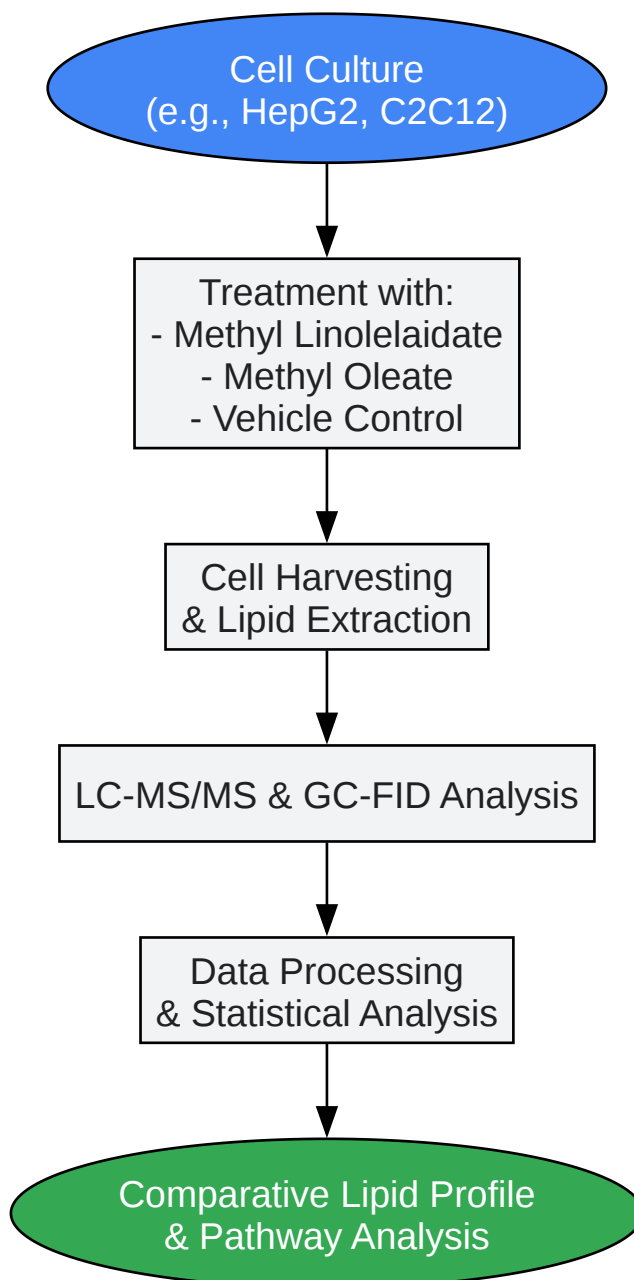 Cell Culture
(e.g., HepG2, C2C12)
Treatment with:
- Methyl Linolelaidate
- Methyl Oleate
- Vehicle Control
Cell Harvesting
& Lipid Extraction
LC-MS/MS & GC-FID Analysis
Data Processing
& Statistical Analysis
Comparative Lipid Profile
& Pathway Analysis